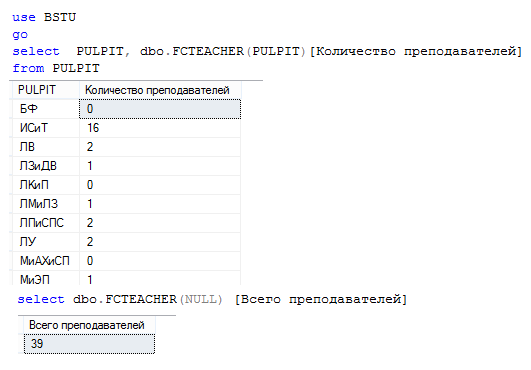 use BSTU
go
select  PULPIT, dbo.FCTEACHER(PULPIT)[Количество преподавателей]
from PULPIT
PULPIT Количество преподавателей
БФ 0
ИСиТ 16
ЛВ 2
ЛЗиДВ 1
ЛКиП 0
ЛМиЛЗ 1
ЛПиСПС 2
ЛУ 2
МиАХиСП 0
МиЭП 1
select dbo.FCTEACHER(NULL) [Всего преподавателей]
Всего преподавателей
39